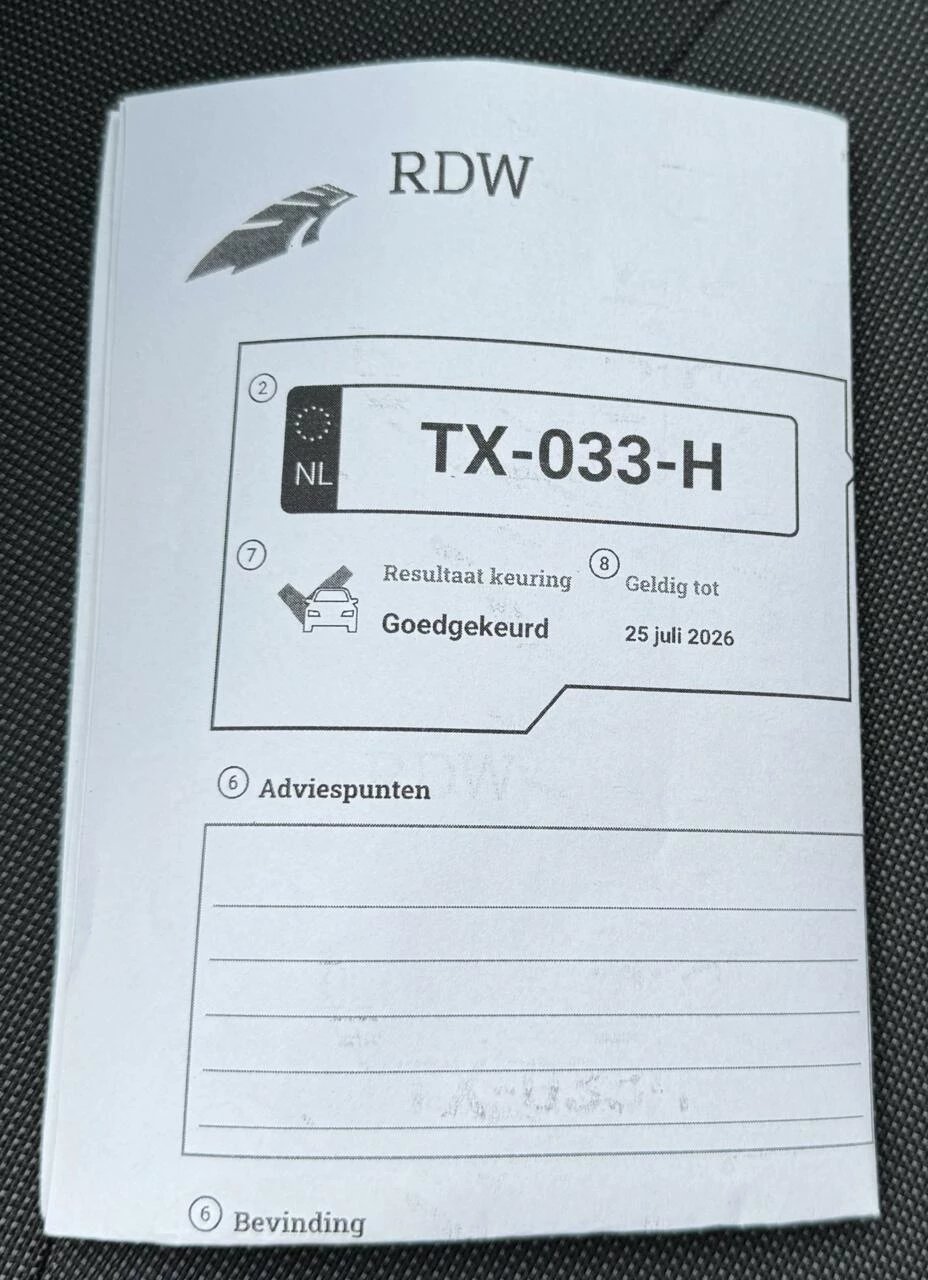 RDW
2
NL
TX-033-H
7
Resultaat keuring
8
Geldig tot
Goedgekeurd
25 juli 2026
6 Adviespunten
6 Bevinding